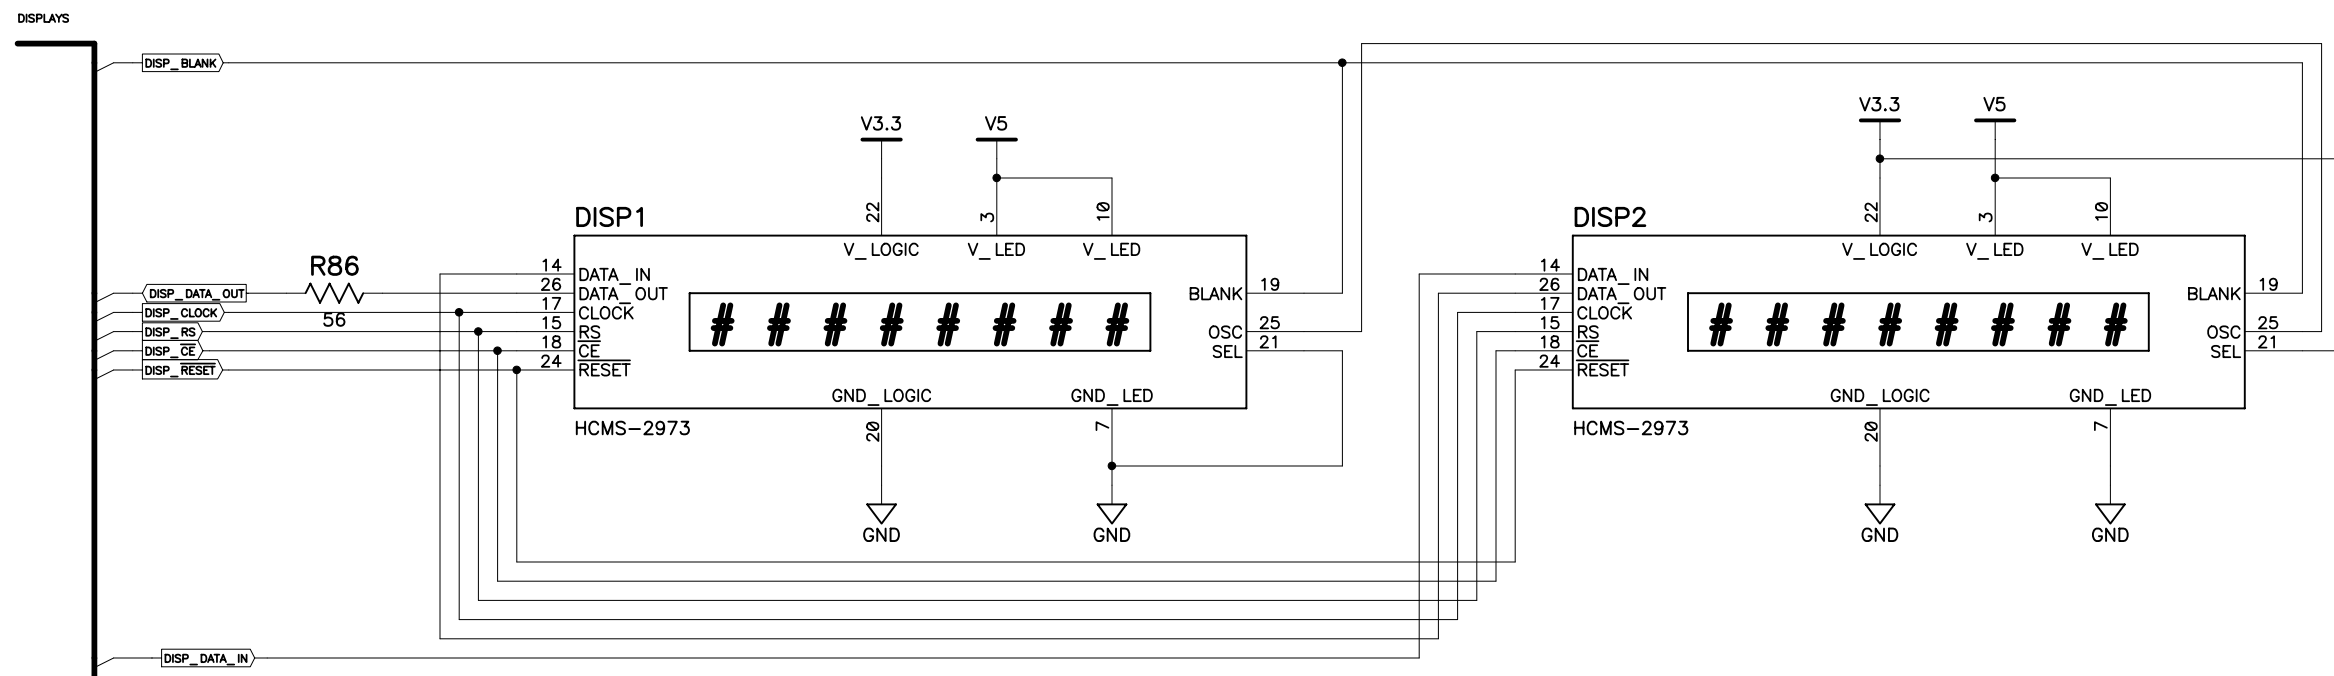 DISPLAYS
DISP_BLANK
V3.3 V5
V3.3 V5
22 3 10
22 3 10
DISP1
DISP2
V_LOGIC V_LED V_LED
V_LOGIC V_LED V_LED
R86
56
DISP_DATA_OUT
DISP_CLOCK
DISP_RS
DISP_CE
DISP_RESET
14 DATA_IN
26 DATA_OUT
17 CLOCK
15 RS
18 CE
24 RESET
# # # # # # # #
BLANK 19
OSC 25
SEL 21
14 DATA_IN
26 DATA_OUT
17 CLOCK
15 RS
18 CE
24 RESET
# # # # # # # #
BLANK 19
OSC 25
SEL 21
GND_LOGIC GND_LED
GND_LOGIC GND_LED
HCMS-2973
20 7
HCMS-2973
20 7
GND GND
GND GND
DISP_DATA_IN